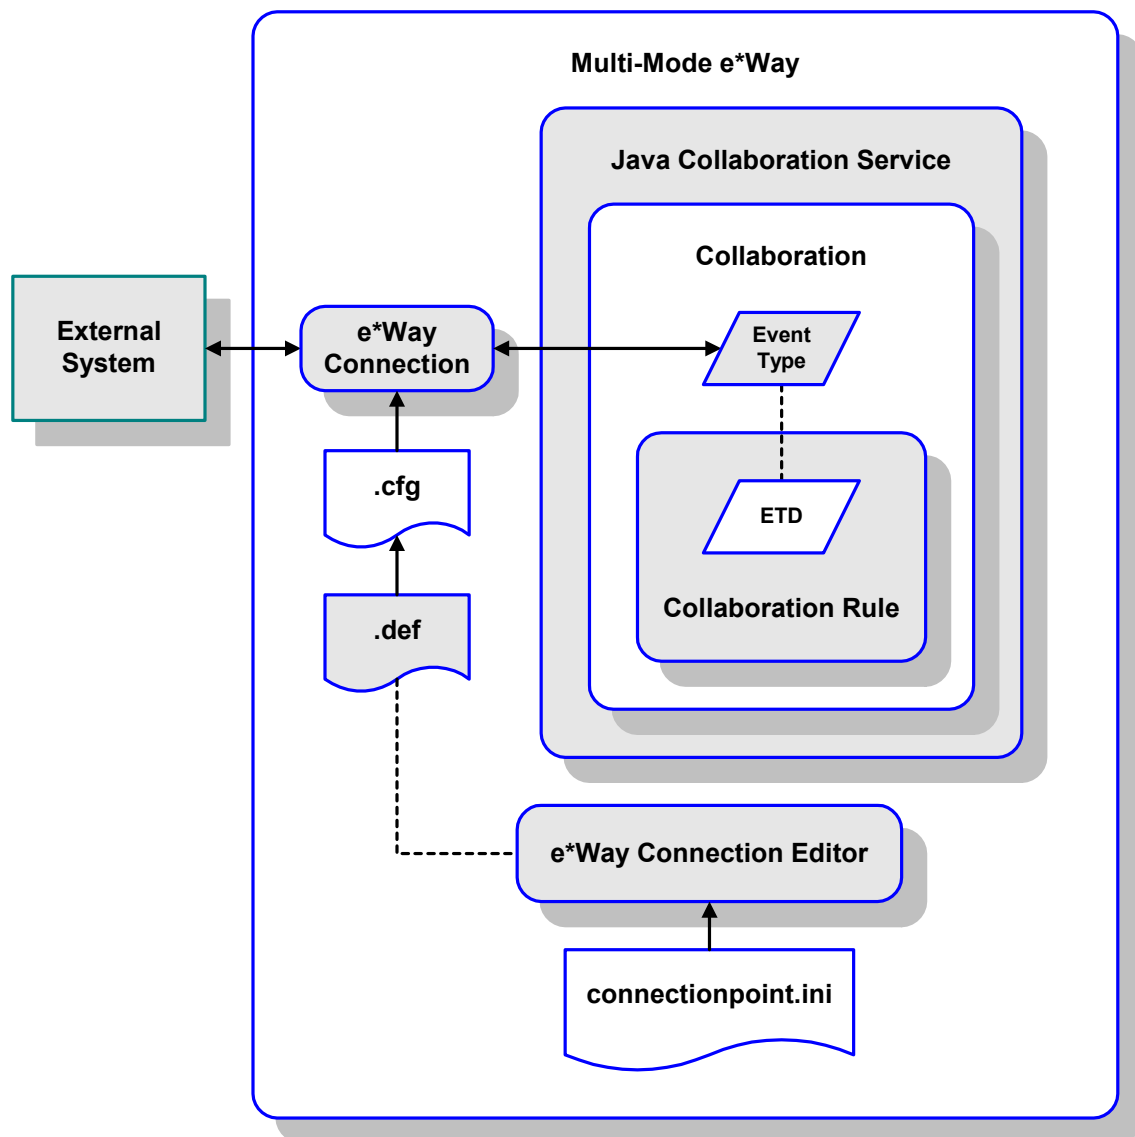 Multi-Mode e*Way
Java Collaboration Service
Collaboration
External
System
e*Way
Connection
Event
Type
.cfg
ETD
.def
Collaboration Rule
e*Way Connection Editor
connectionpoint.ini